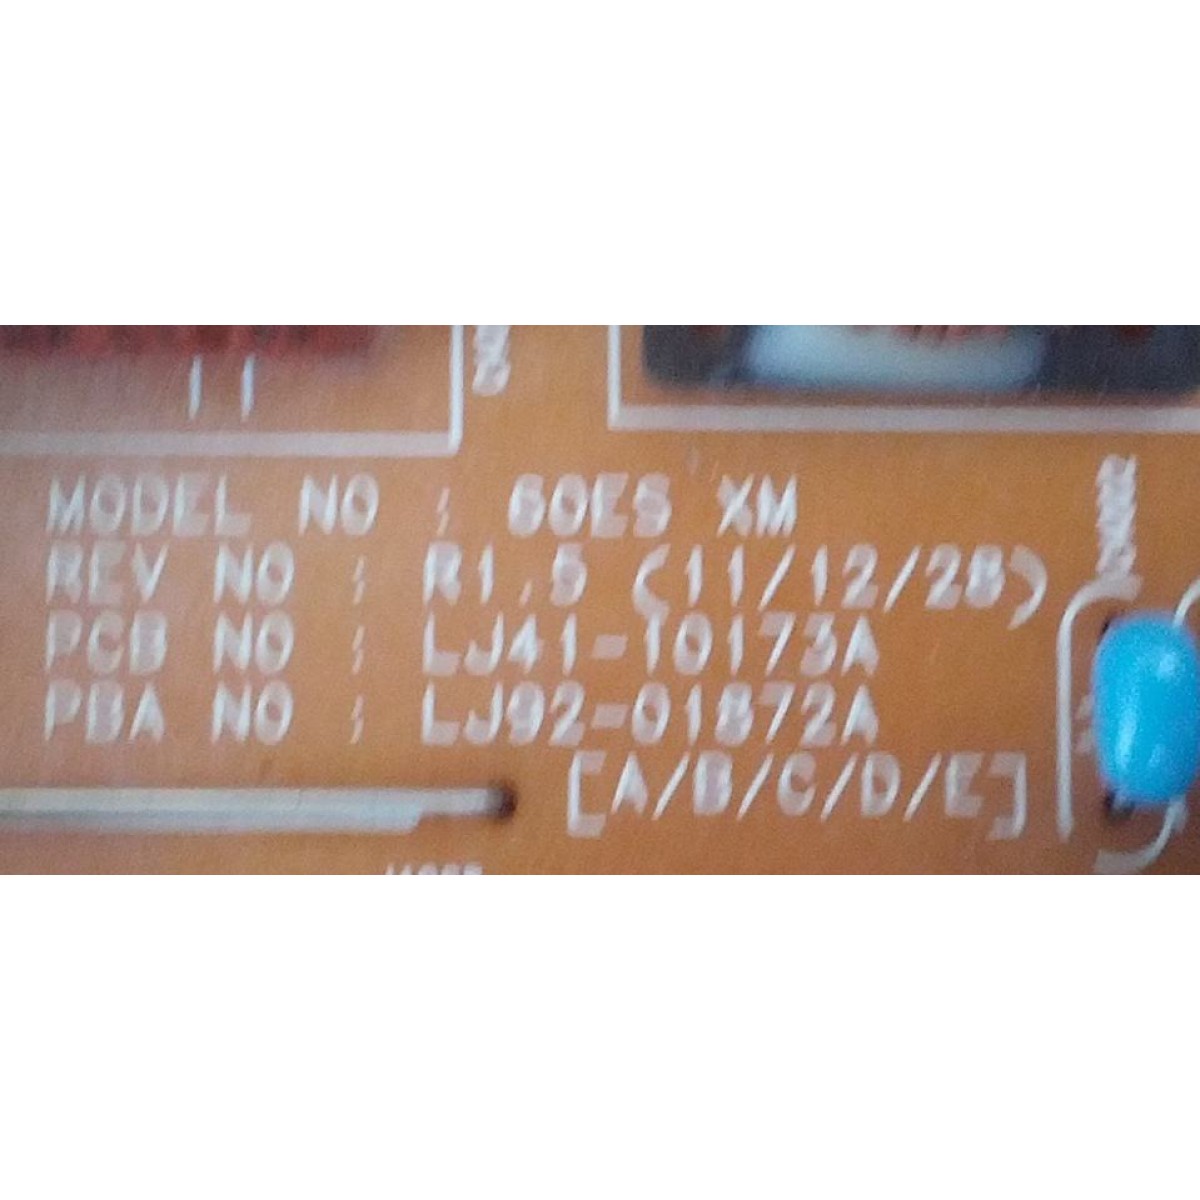 MODEL NO : 60ES XM
REV NO : R1.5 (11/12/28)
PCB NO : LJ41-10173A
PBA NO : LJ92-01872A
[A/B/C/D/E]